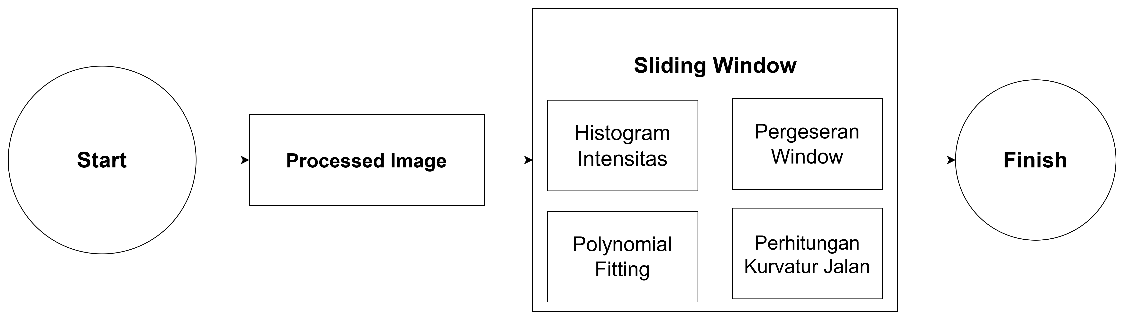 Start
Processed Image
Sliding Window
Histogram
Intensitas
Pergeseran
Window
Polynomial
Fitting
Perhitungan
Kurvatur Jalan
Finish